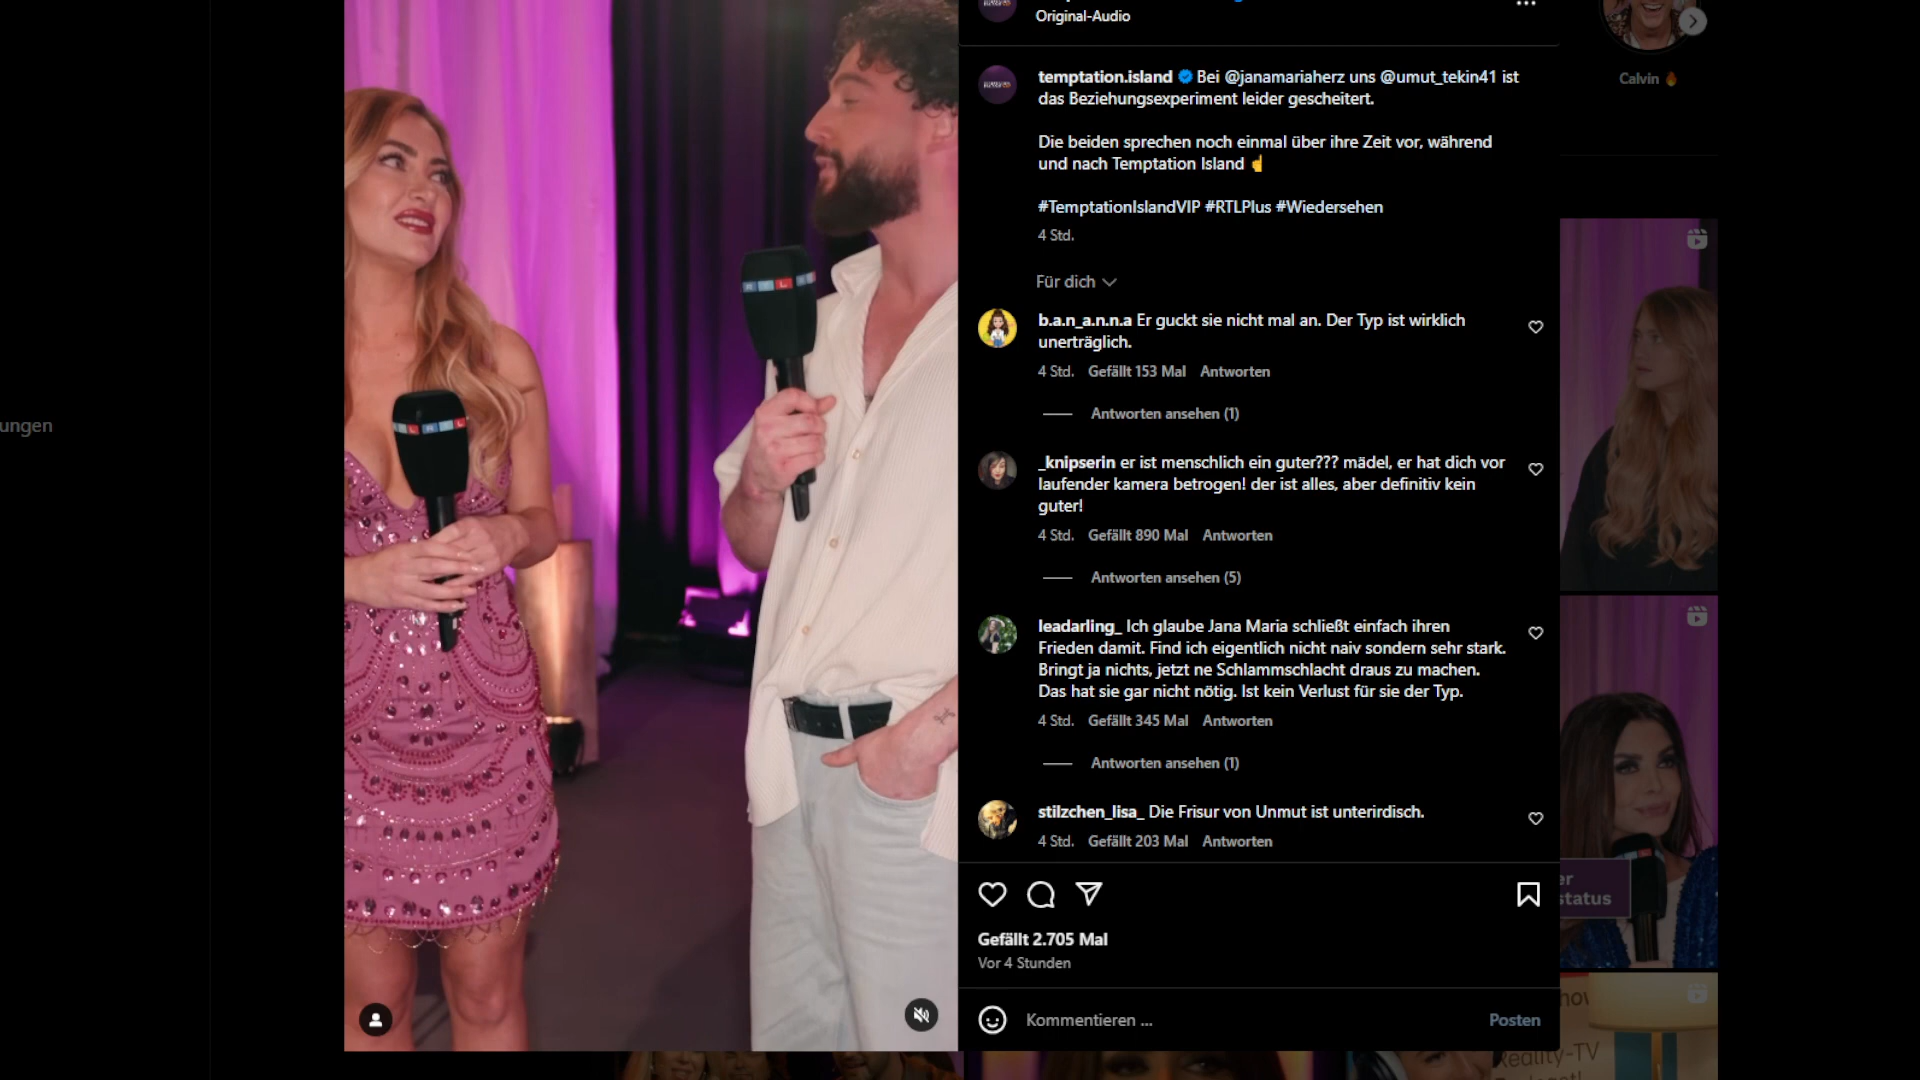 Original-Audio
temptation.island Bei @janamariaherz uns @umut_tekin41 ist
das Beziehungsexperiment leider gescheitert.
Die beiden sprechen noch einmal über ihre Zeit vor, während
und nach Temptation Island ☝
#TemptationIslandVIP #RTLPlus #Wiedersehen
4 Std.
Für dich
b.a.n_a.n.n.a Er guckt sie nicht mal an. Der Typ ist wirklich
unerträglich.
4 Std. Gefällt 153 Mal Antworten
Antworten ansehen (1)
_knipserin er ist menschlich ein guter??? mädel, er hat dich vor
laufender kamera betrogen! der ist alles, aber definitiv kein
guter!
4 Std. Gefällt 890 Mal Antworten
Antworten ansehen (5)
leadarling_ Ich glaube Jana Maria schließt einfach ihren
Frieden damit. Find ich eigentlich nicht naiv sondern sehr stark.
Bringt ja nichts, jetzt ne Schlammschlacht draus zu machen.
Das hat sie gar nicht nötig. Ist kein Verlust für sie der Typ.
4 Std. Gefällt 345 Mal Antworten
Antworten ansehen (1)
stilzchen_lisa_ Die Frisur von Unmut ist unterirdisch.
4 Std. Gefällt 203 Mal Antworten
Gefällt 2.705 Mal
Vor 4 Stunden
Kommentieren ...
Posten
ungen
Calvin 🔥
er
status
Reality-TV